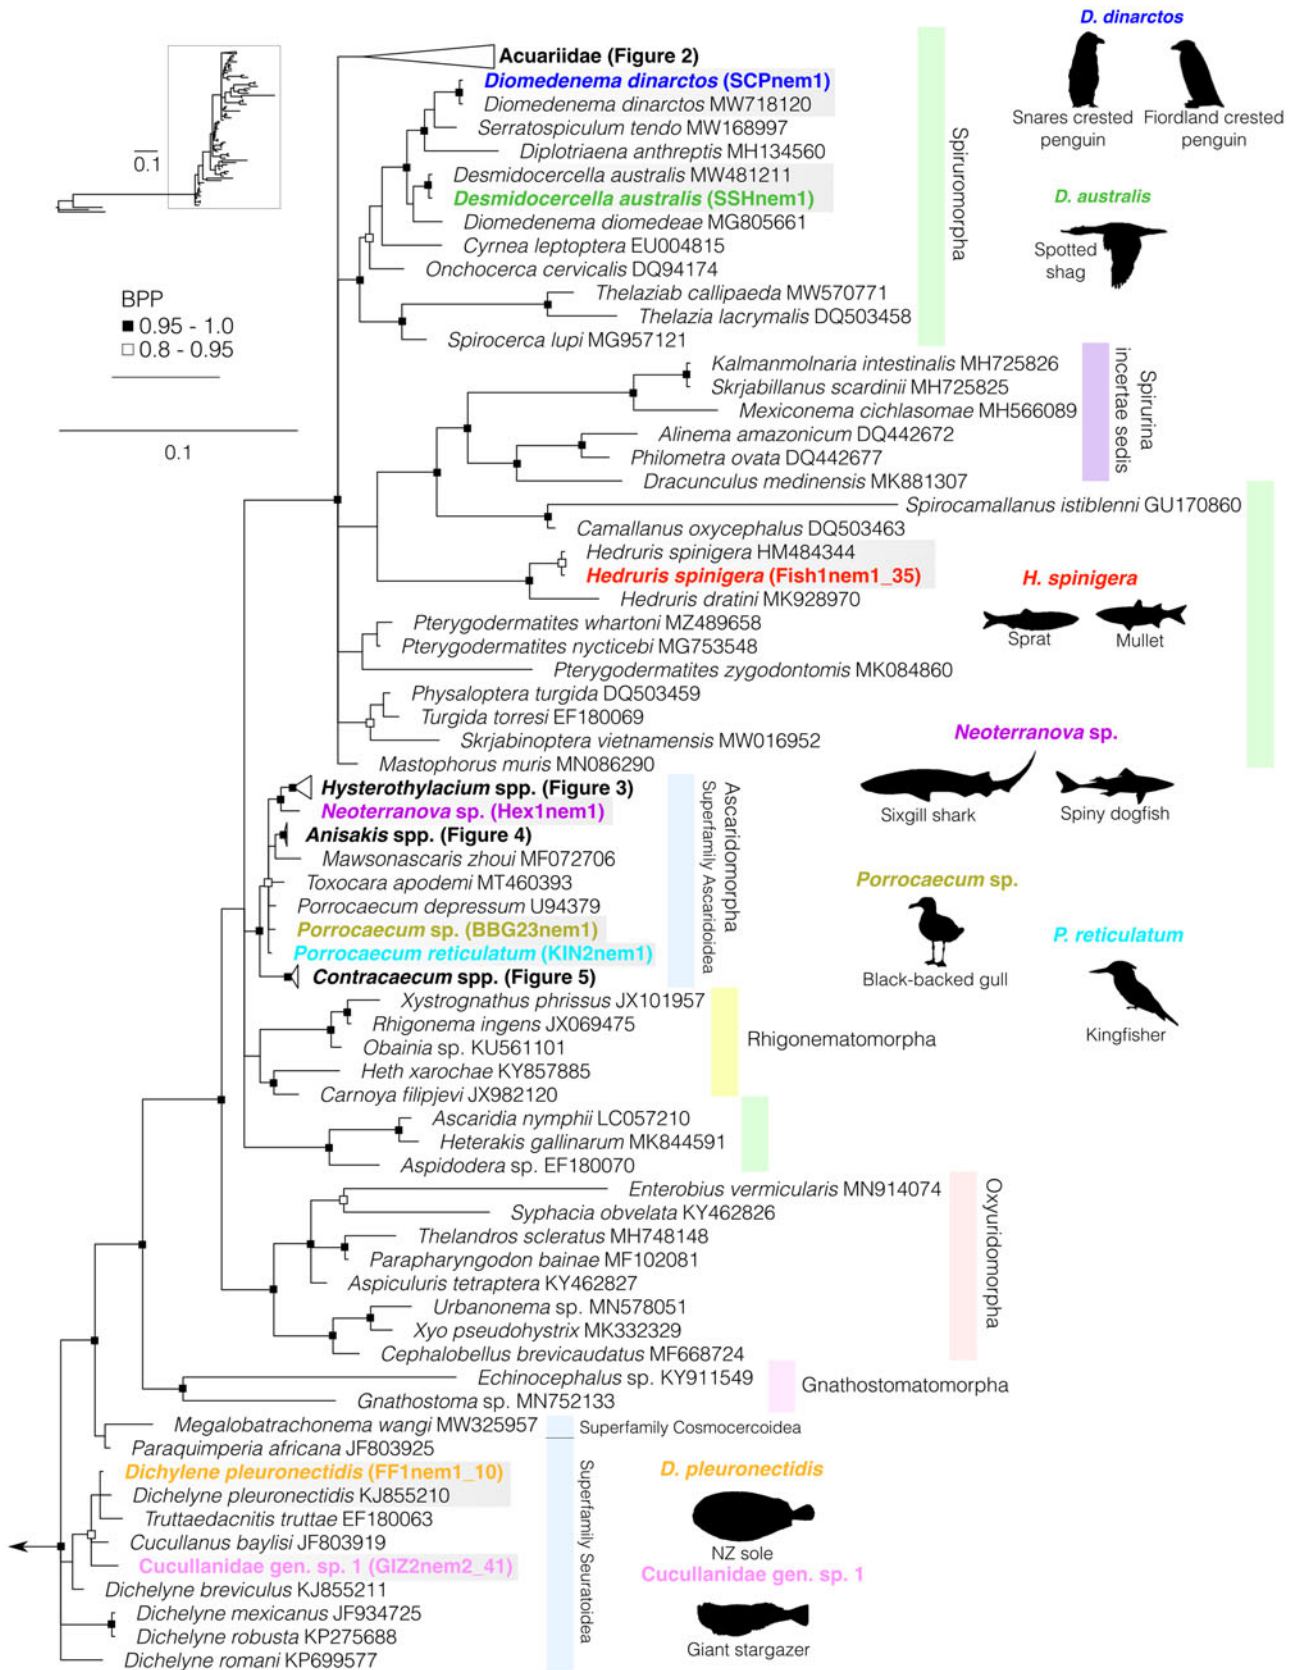 D. dinarctos
Snares crested
penguin
Fiordland crested
penguin
D. australis
Spotted
shag
0.1
BPP
0.95 - 1.0
0.8 - 0.95
0.1
Acuariidae (Figure 2)
Diomedenema dinarctos (SCPnem1)
Diomedenema dinarctos MW718120
Serratospiculum tendo MW168997
Diplotriaena anthreptis MH134560
Desmidocercella australis MW481211
Desmidocercella australis (SSHnem1)
Diomedenema diomedeae MG805661
Cyrnea leptoptera EU004815
Onchocerca cervicalis DQ94174
Thelaziab callipaeda MW570771
Thelazia lacrymalis DQ503458
Spirocerca lupi MG957121
Spiruromorpha
Kalmanmolnaria intestinalis MH725826
Skrjabillanus scardinii MH725825
Mexiconema cichlasomae MH566089
Alinema amazonicum DQ442672
Philometra ovata DQ442677
Dracunculus medinensis MK881307
Spirurina
incertae sedis
Spirocamallanus istiblenni GU170860
Camallanus oxycephalus DQ503463
Hedruris spinigera HM484344
Hedruris spinigera (Fish1nem1_35)
Hedruris dratini MK928970
Pterygodermatites whartoni MZ489658
Pterygodermatites nycticebi MG753548
Pterygodermatites zygodontomis MK084860
Physaloptera turgida DQ503459
Turgida torresi EF180069
Skrjabinoptera vietnamensis MW016952
Mastophorus muris MN086290
H. spinigera
Sprat
Mullet
Neoterranova sp.
Sixgill shark
Spiny dogfish
Hysterothylacium spp. (Figure 3)
Neoterranova sp. (Hex1nem1)
Anisakis spp. (Figure 4)
Mawsonascaris zhoui MF072706
Toxocara apodemi MT460393
Porrocaecum depressum U94379
Porrocaecum sp. (BBG23nem1)
Porrocaecum reticulatum (KIN2nem1)
Contracaecum spp. (Figure 5)
Ascaridomorpha
Superfamily Ascaridoidea
Porrocaecum sp.
Black-backed gull
P. reticulatum
Kingfisher
Xystrognathus phrissus JX101957
Rhigonema ingens JX069475
Obainia sp. KU561101
Heth xarochae KY857885
Carnoya filipjevi JX982120
Rhigonematomorpha
Ascaridia nymphii LC057210
Heterakis gallinarum MK844591
Aspidodera sp. EF180070
Enterobius vermicularis MN914074
Syphacia obvelata KY462826
Thelandros scleratus MH748148
Parapharyngodon bainae MF102081
Aspiculuris tetraptera KY462827
Urbanonema sp. MN578051
Xyo pseudohystrix MK332329
Cephalobellus brevicaudatus MF668724
Oxyuridomorpha
Echinocephalus sp. KY911549
Gnathostoma sp. MN752133
Gnathostomatomorpha
Megalobatrachonema wangi MW325957
Superfamily Cosmocercoidea
Paraquimperia africana JF803925
Dichylene pleuronectidis (FF1nem1_10)
Dichelyne pleuronectidis KJ855210
Truttaedacnitis truttae EF180063
Cucullanus baylisi JF803919
Cucullanidae gen. sp. 1 (GIZ2nem2_41)
Dichelyne breviculus KJ855211
Dichelyne mexicanus JF934725
Dichelyne robusta KP275688
Dichelyne romani KP699577
Superfamily Seuratoidea
D. pleuronectidis
NZ sole
Cucullanidae gen. sp. 1
Giant stargazer